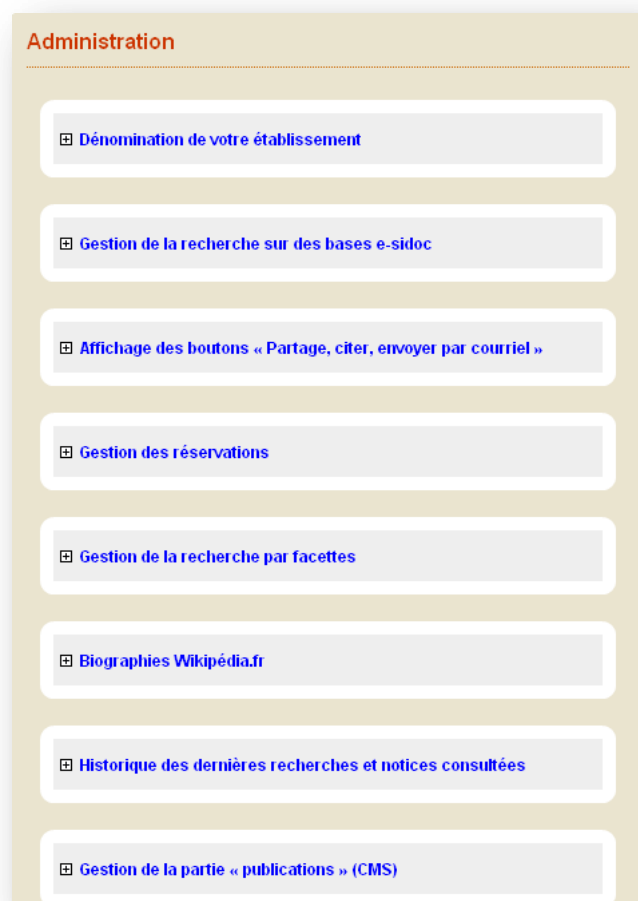 Administration
Dénomination de votre établissement
Gestion de la recherche sur des bases e-sidoc
Affichage des boutons « Partage, citer, envoyer par courriel »
Gestion des réservations
Gestion de la recherche par facettes
Biographies Wikipédia.fr
Historique des dernières recherches et notices consultées
Gestion de la partie « publications » (CMS)